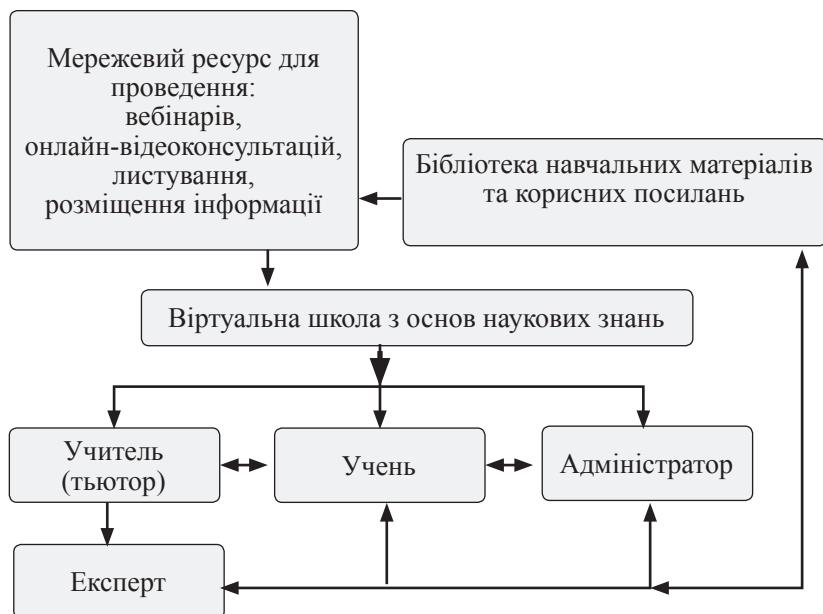 Мережевий ресурс для
проведення:
вебінарів,
онлайн-відеоконсультацій,
листування,
розміщення інформації
Бібліотека навчальних матеріалів
та корисних посилань
Віртуальна школа з основ наукових знань
Учитель
(тьютор)
Учень
Адміністратор
Експерт